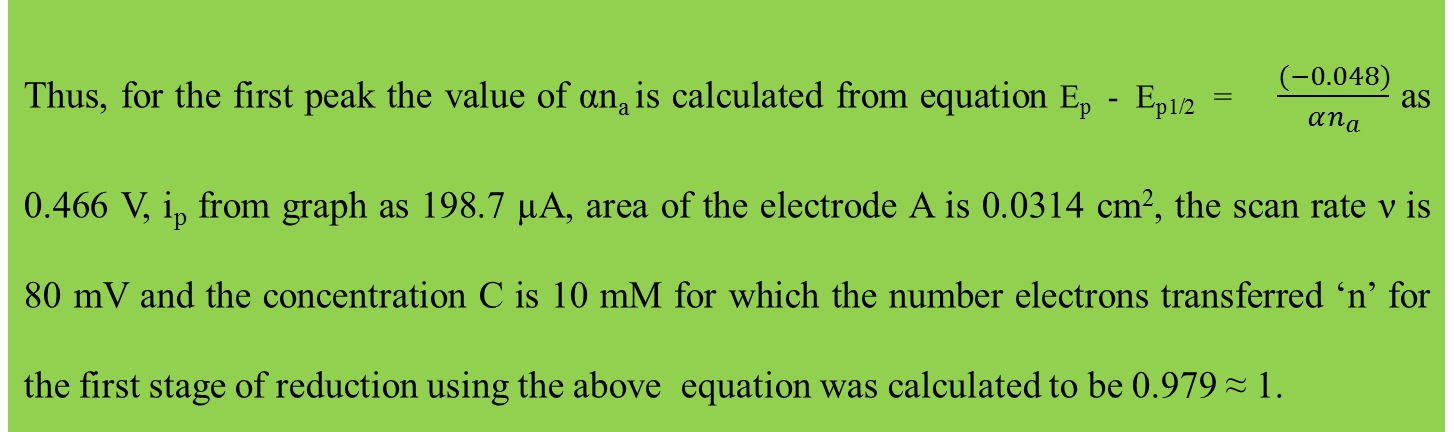 Thus, for the first peak the value of αnₐ is calculated from equation Eₚ - Eₚ₁/₂ = (−0.048)/αnₐ as
0.466 V, iₚ from graph as 198.7 µA, area of the electrode A is 0.0314 cm², the scan rate ν is
80 mV and the concentration C is 10 mM for which the number electrons transferred ‘n’ for
the first stage of reduction using the above equation was calculated to be 0.979 ≈ 1.